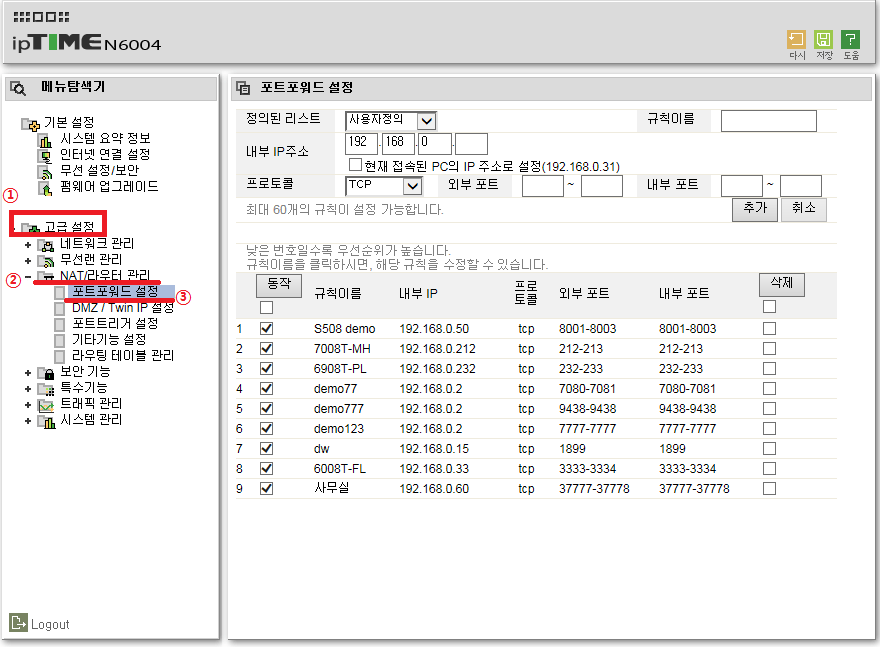 ipTIME N6004
다시 저장 도움
메뉴탐색기
기본 설정
시스템 요약 정보
인터넷 연결 설정
무선 설정/보안
펌웨어 업그레이드
①
고급 설정
네트워크 관리
무선랜 관리
② NAT/라우터 관리
포트포워드 설정 ③
DMZ / Twin IP 설정
포트트리거 설정
기타기능 설정
라우팅 테이블 관리
보안 기능
특수기능
트래픽 관리
시스템 관리
Logout
포트포워드 설정
정의된 리스트 사용자정의 규칙이름
내부 IP주소 192 . 168 . 0 .
현재 접속된 PC의 IP 주소로 설정(192.168.0.31)
프로토콜 TCP 외부 포트 ~ 내부 포트 ~
최대 60개의 규칙이 설정 가능합니다. 추가 취소
낮은 번호일수록 우선순위가 높습니다.
규칙이름을 클릭하시면, 해당 규칙을 수정할 수 있습니다.
동작 규칙이름 내부 IP 프로토콜 외부 포트 내부 포트 삭제
1 S508 demo 192.168.0.50 tcp 8001-8003 8001-8003
2 7008T-MH 192.168.0.212 tcp 212-213 212-213
3 6908T-PL 192.168.0.232 tcp 232-233 232-233
4 demo77 192.168.0.2 tcp 7080-7081 7080-7081
5 demo777 192.168.0.2 tcp 9438-9438 9438-9438
6 demo123 192.168.0.2 tcp 7777-7777 7777-7777
7 dw 192.168.0.15 tcp 1899 1899
8 6008T-FL 192.168.0.33 tcp 3333-3334 3333-3334
9 사무실 192.168.0.60 tcp 37777-37778 37777-37778